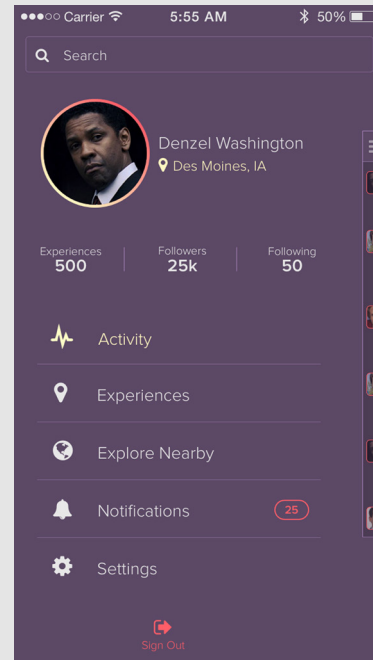 Carrier 5:55 AM 50%
Search
Denzel Washington
Des Moines, IA
Experiences Followers Following
500 25k 50
Activity
Experiences
Explore Nearby
Notifications 25
Settings
Sign Out